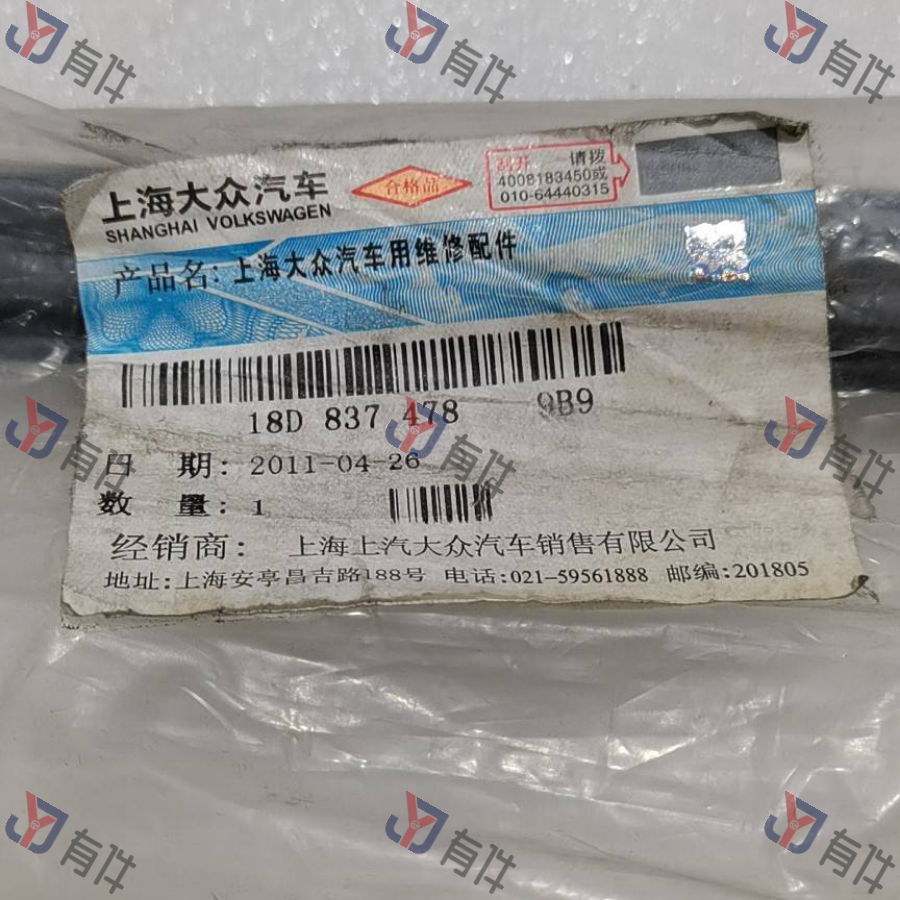 上海大众汽车
SHANGHAI VOLKSWAGEN
合格品
刮开 请拨
4008183450或
010-64440315
产品名: 上海大众汽车用维修配件
18D 837 478 9B9
日 期: 2011-04-26
数 量: 1
经销商: 上海上汽大众汽车销售有限公司
地址:上海安亭昌吉路188号 电话:021-59561888 邮编:201805
有件
有件
有件
有件
有件
有件
有件
有件
有件